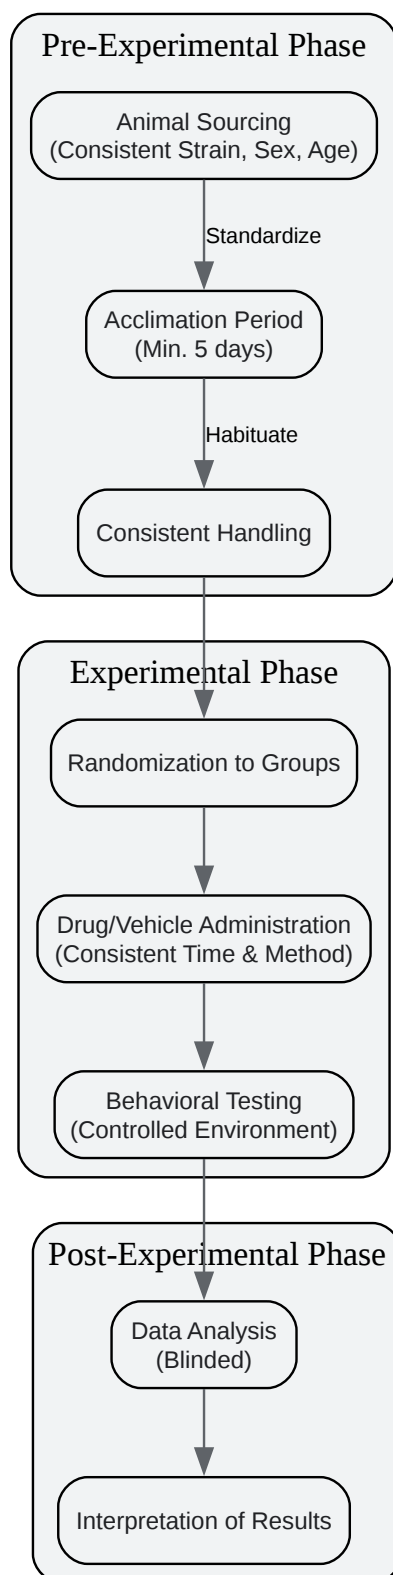 Pre-Experimental Phase
Animal Sourcing
(Consistent Strain, Sex, Age)
Standardize
Acclimation Period
(Min. 5 days)
Habituate
Consistent Handling
Experimental Phase
Randomization to Groups
Drug/Vehicle Administration
(Consistent Time & Method)
Behavioral Testing
(Controlled Environment)
Post-Experimental Phase
Data Analysis
(Blinded)
Interpretation of Results